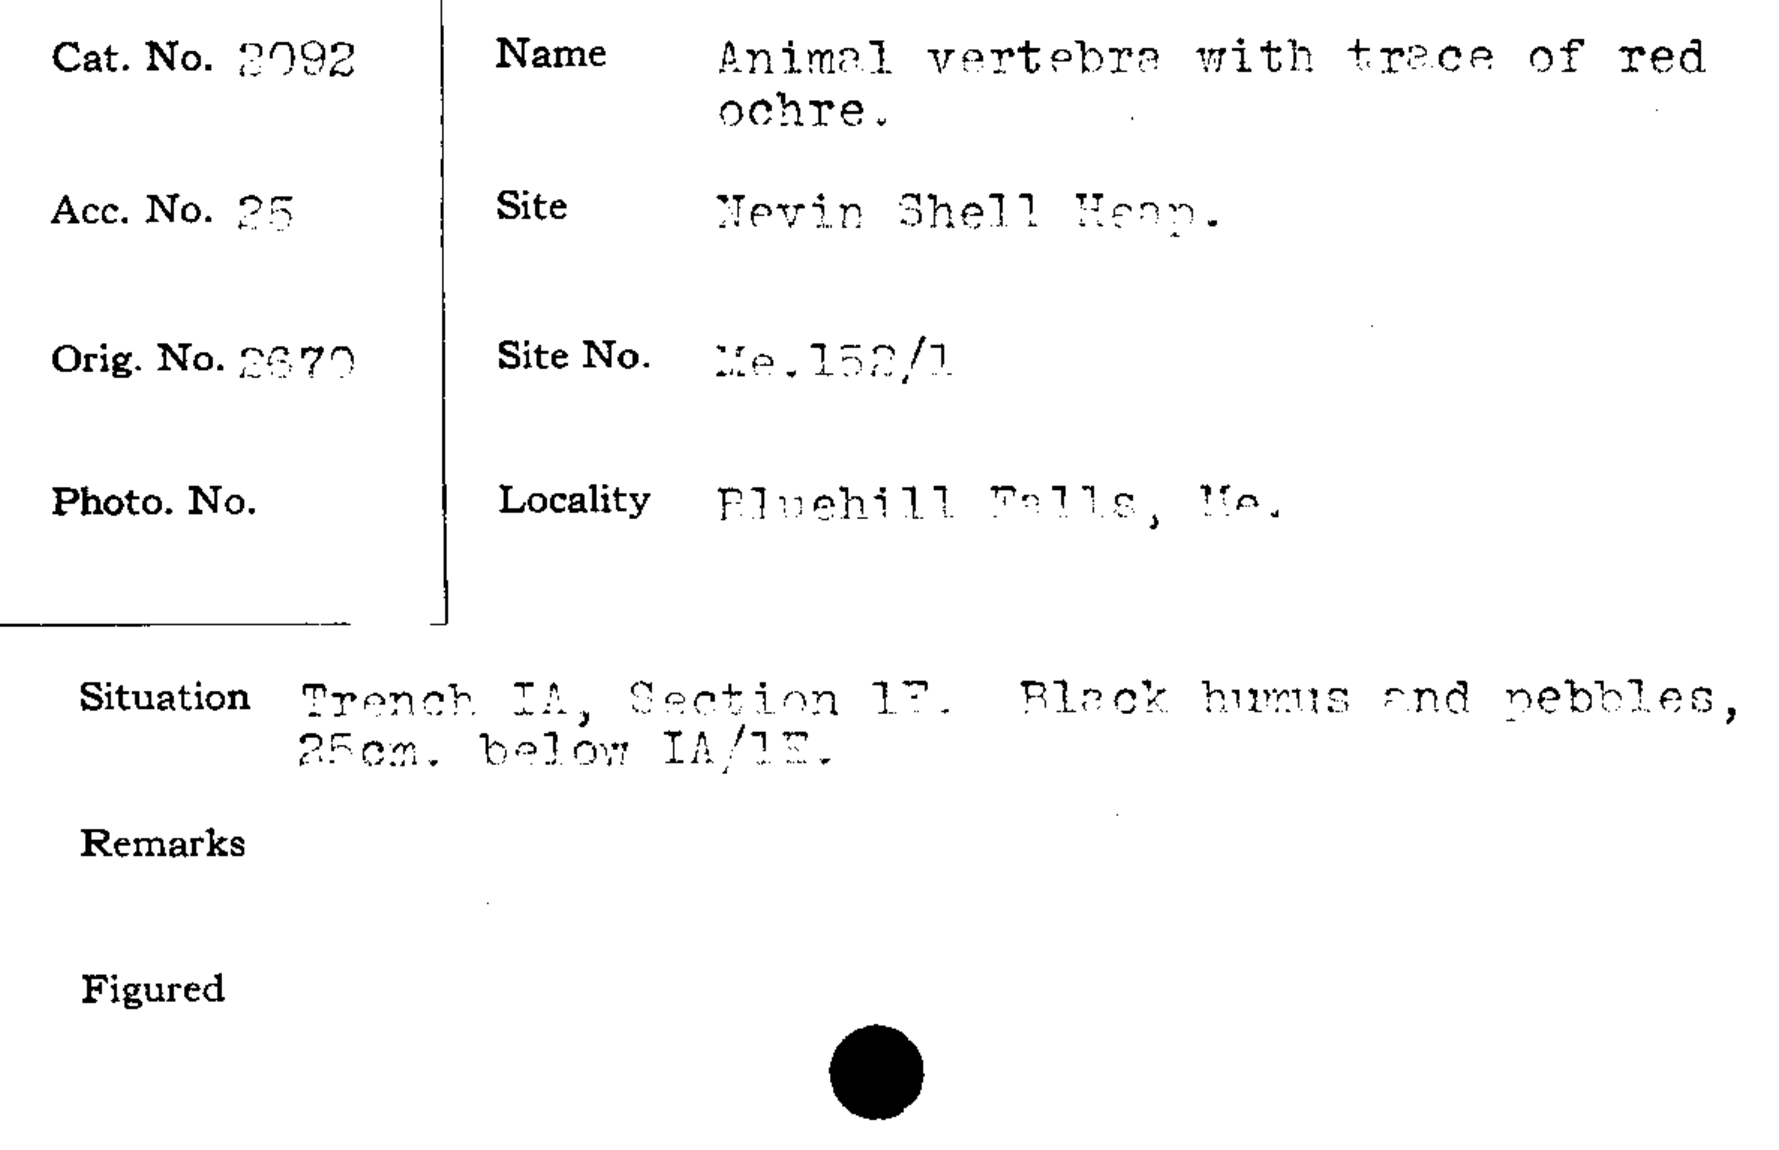 Cat. No. 2092
Name Animal vertebra with trace of red
ochre.
Acc. No. 25
Site Nevin Shell Heap.
Orig. No. 2670
Site No. Me.152/1
Photo. No.
Locality Bluehill Falls, Me.
Situation Trench IA, Section 1F. Black humus and pebbles,
25cm. below IA/1E.
Remarks
Figured